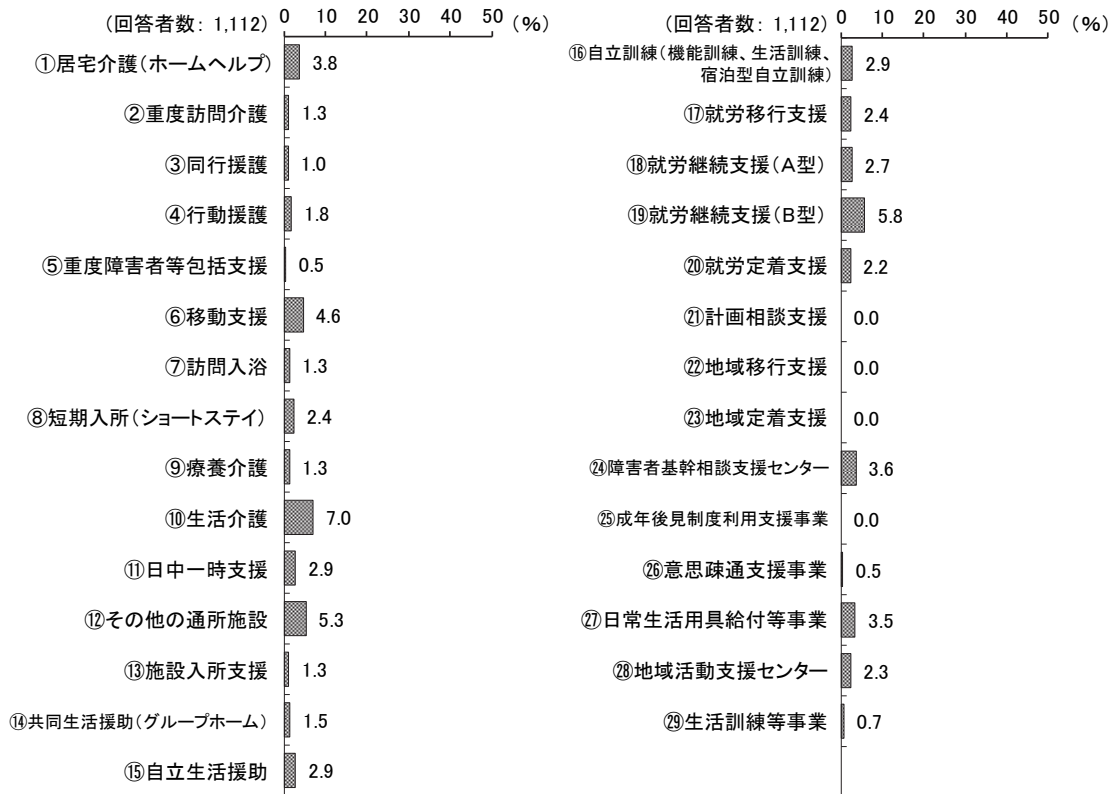 (回答者数: 1,112)
0 10 20 30 40 50 (%)
①居宅介護(ホームヘルプ) 3.8
②重度訪問介護 1.3
③同行援護 1.0
④行動援護 1.8
⑤重度障害者等包括支援 0.5
⑥移動支援 4.6
⑦訪問入浴 1.3
⑧短期入所(ショートステイ) 2.4
⑨療養介護 1.3
⑩生活介護 7.0
⑪日中一時支援 2.9
⑫その他の通所施設 5.3
⑬施設入所支援 1.3
⑭共同生活援助(グループホーム) 1.5
⑮自立生活援助 2.9
(回答者数: 1,112)
0 10 20 30 40 50 (%)
⑯自立訓練(機能訓練、生活訓練、
宿泊型自立訓練) 2.9
⑰就労移行支援 2.4
⑱就労継続支援(A型) 2.7
⑲就労継続支援(B型) 5.8
⑳就労定着支援 2.2
㉑計画相談支援 0.0
㉒地域移行支援 0.0
㉓地域定着支援 0.0
㉔障害者基幹相談支援センター 3.6
㉕成年後見制度利用支援事業 0.0
㉖意思疎通支援事業 0.5
㉗日常生活用具給付等事業 3.5
㉘地域活動支援センター 2.3
㉙生活訓練等事業 0.7